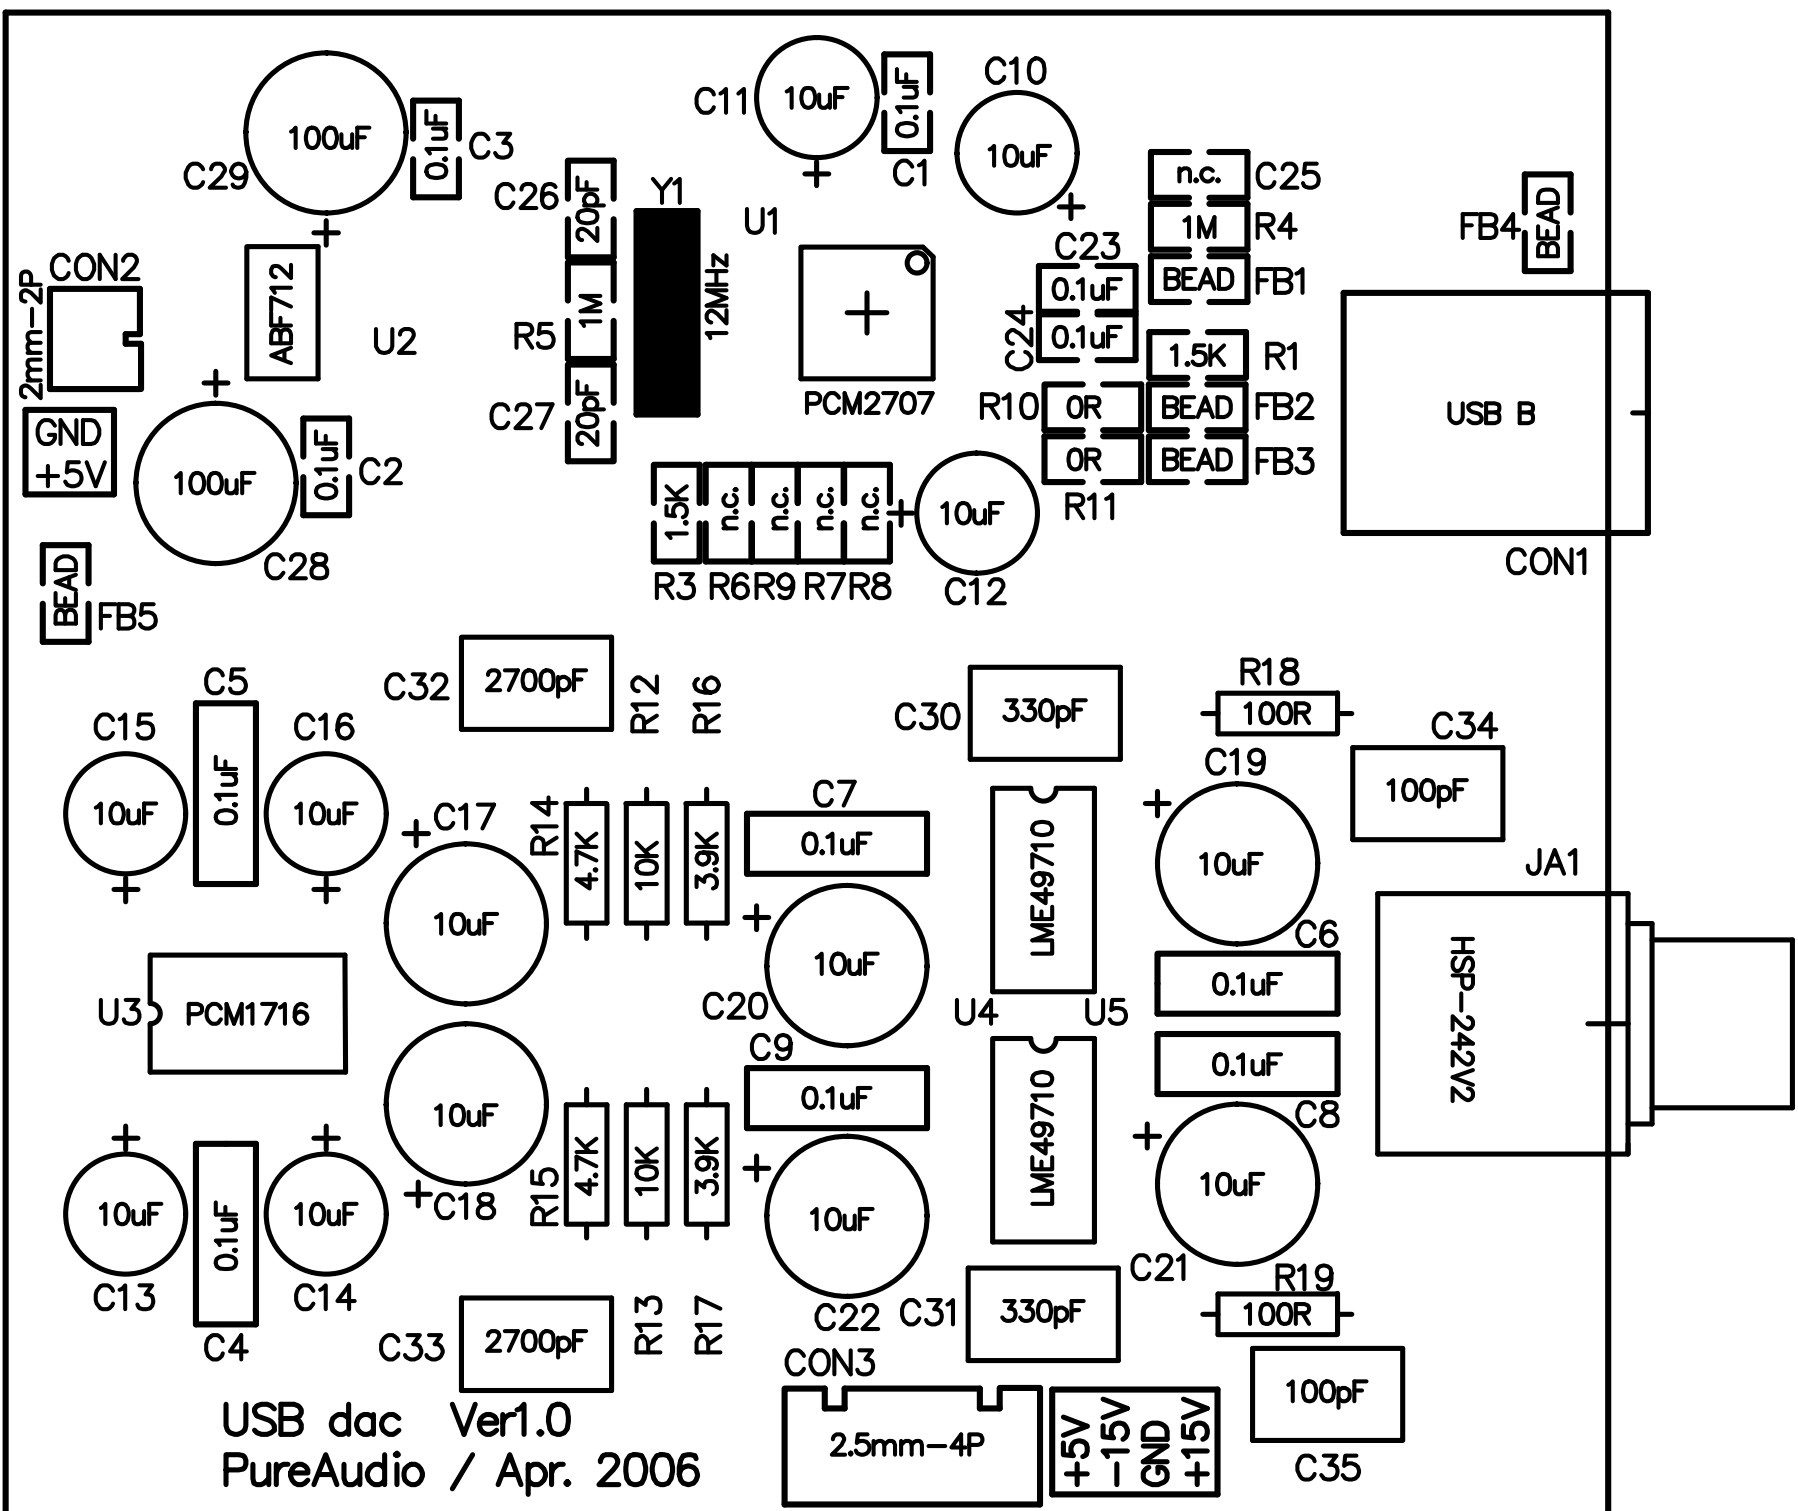 C10
C11
10uF
0.1uF
C1
10uF
100uF
0.1uF
C3
C29
C26
20pF
Y1
U1
n.c.
C25
1M
R4
FB4
BEAD
C23
BEAD
FB1
0.1uF
C24
0.1uF
CON2
2mm-2P
ABF712
U2
R5
1M
12MHz
PCM2707
1.5K
R1
C27
20pF
R10
0R
BEAD
FB2
USB B
GND
+5V
0R
BEAD
FB3
R11
100uF
0.1uF
C2
C28
1.5K
n.c.
n.c.
n.c.
n.c.
10uF
R3
R6
R9
R7
R8
C12
CON1
BEAD
FB5
C32
2700pF
R12
R16
C30
330pF
R18
100R
C34
100pF
C5
C15
C16
10uF
0.1uF
10uF
C17
10uF
R14
4.7K
10K
3.9K
C7
0.1uF
LME49710
C19
10uF
JA1
C20
10uF
C6
0.1uF
HSP-242V2
U3
PCM1716
U4
U5
C9
0.1uF
0.1uF
C8
10uF
C18
R15
4.7K
10K
3.9K
LME49710
10uF
C21
10uF
C22
10uF
0.1uF
10uF
C13
C14
C4
C33
2700pF
R13
R17
C31
330pF
R19
100R
100pF
C35
CON3
2.5mm-4P
+5V
-15V
GND
+15V
USB dac Ver1.0
PureAudio / Apr. 2006